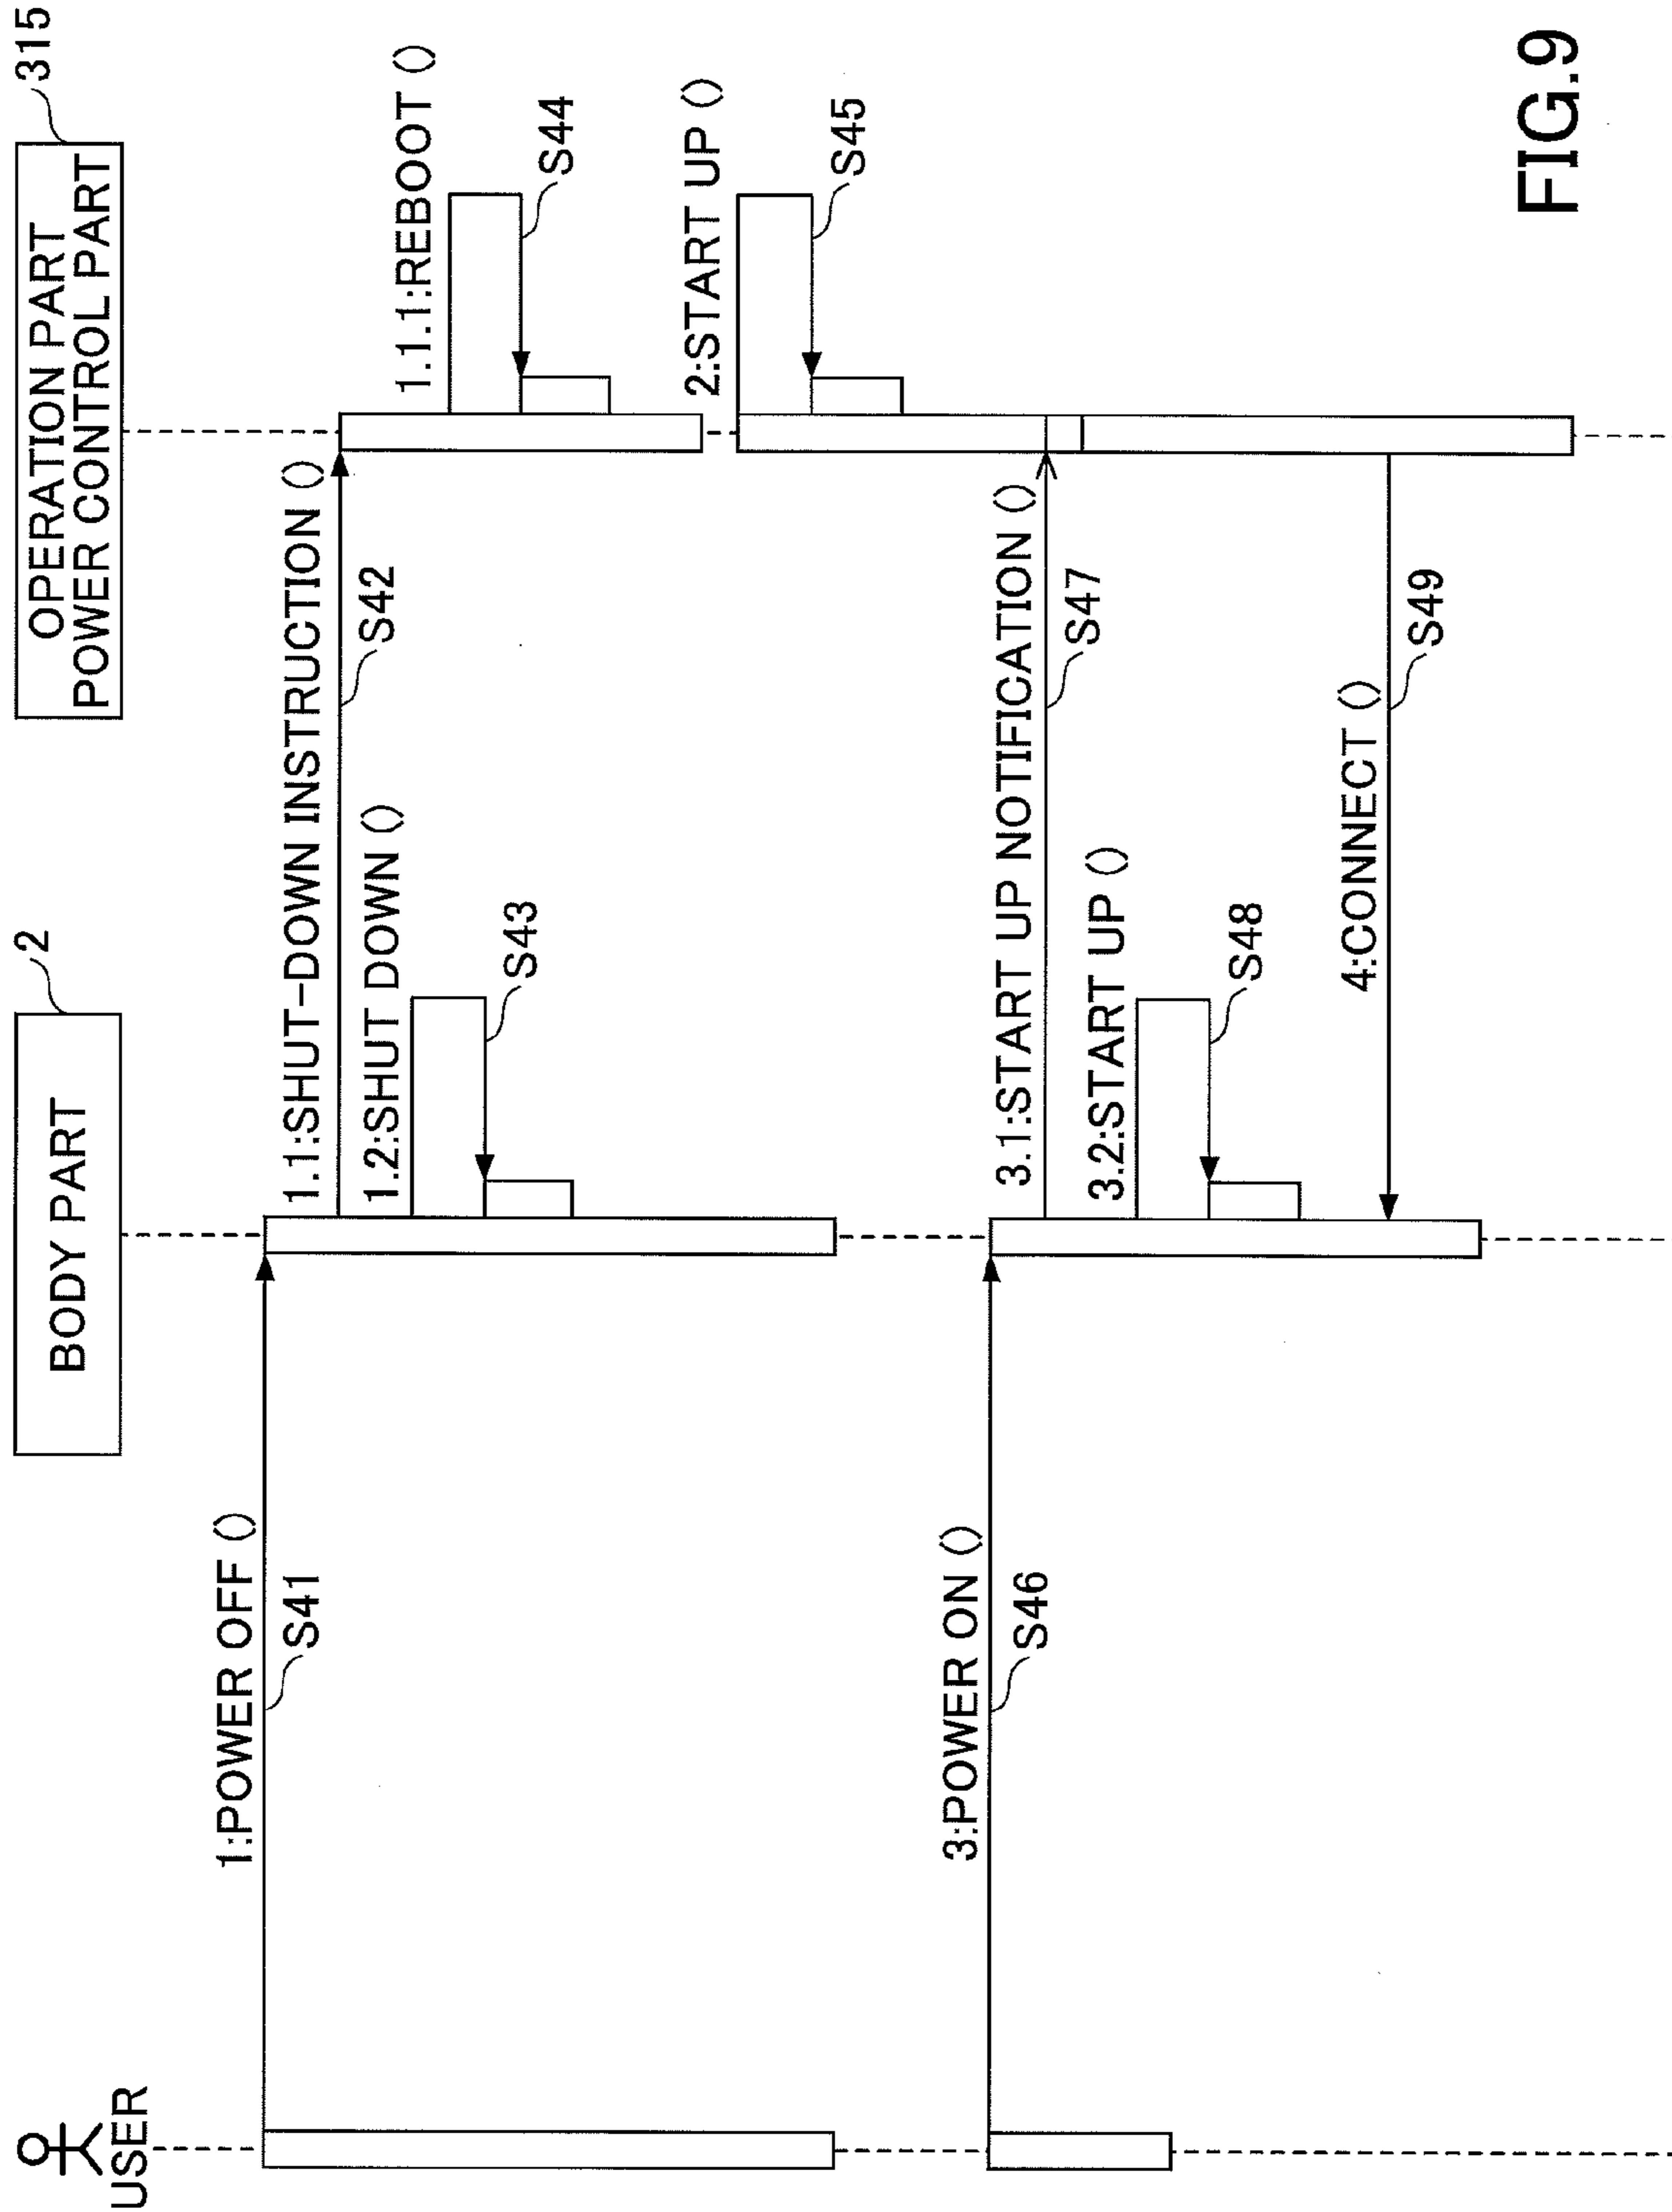 USER
BODY PART
2
OPERATION PART
POWER CONTROL PART
315
1:POWER OFF ()
S41
1.1:SHUT-DOWN INSTRUCTION ()
S42
1.2:SHUT DOWN ()
S43
1.1.1:REBOOT ()
S44
2:START UP ()
S45
3:POWER ON ()
S46
3.1:START UP NOTIFICATION ()
S47
3.2:START UP ()
S48
4:CONNECT ()
S49
FIG.9